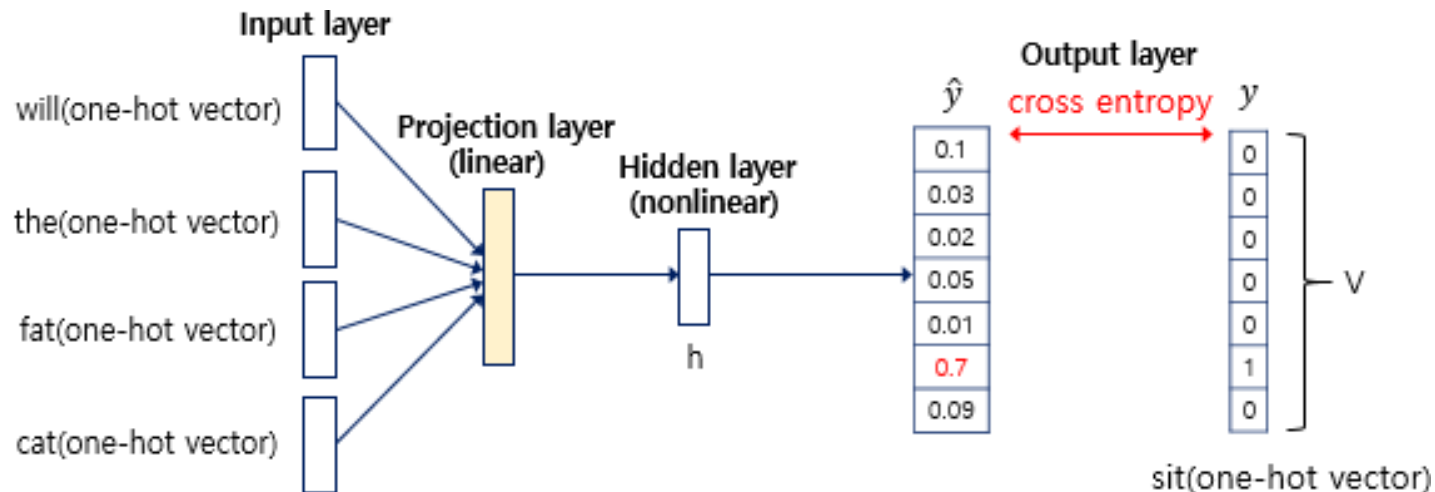 Input layer
will(one-hot vector)
the(one-hot vector)
fat(one-hot vector)
cat(one-hot vector)
Projection layer
(linear)
Hidden layer
(nonlinear)
h
Output layer
ŷ
cross entropy
y
0.1
0.03
0.02
0.05
0.01
0.7
0.09
0
0
0
0
0
1
0
V
sit(one-hot vector)